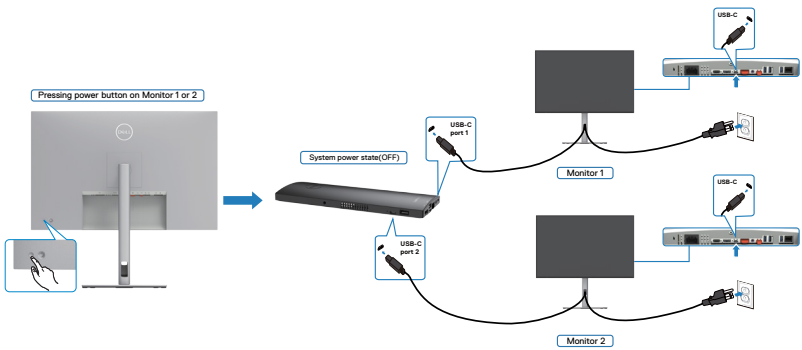 Pressing power button on Monitor 1 or 2
DELL
System power state(OFF)
USB-C
port 1
USB-C
Monitor 1
USB-C
port 2
USB-C
Monitor 2